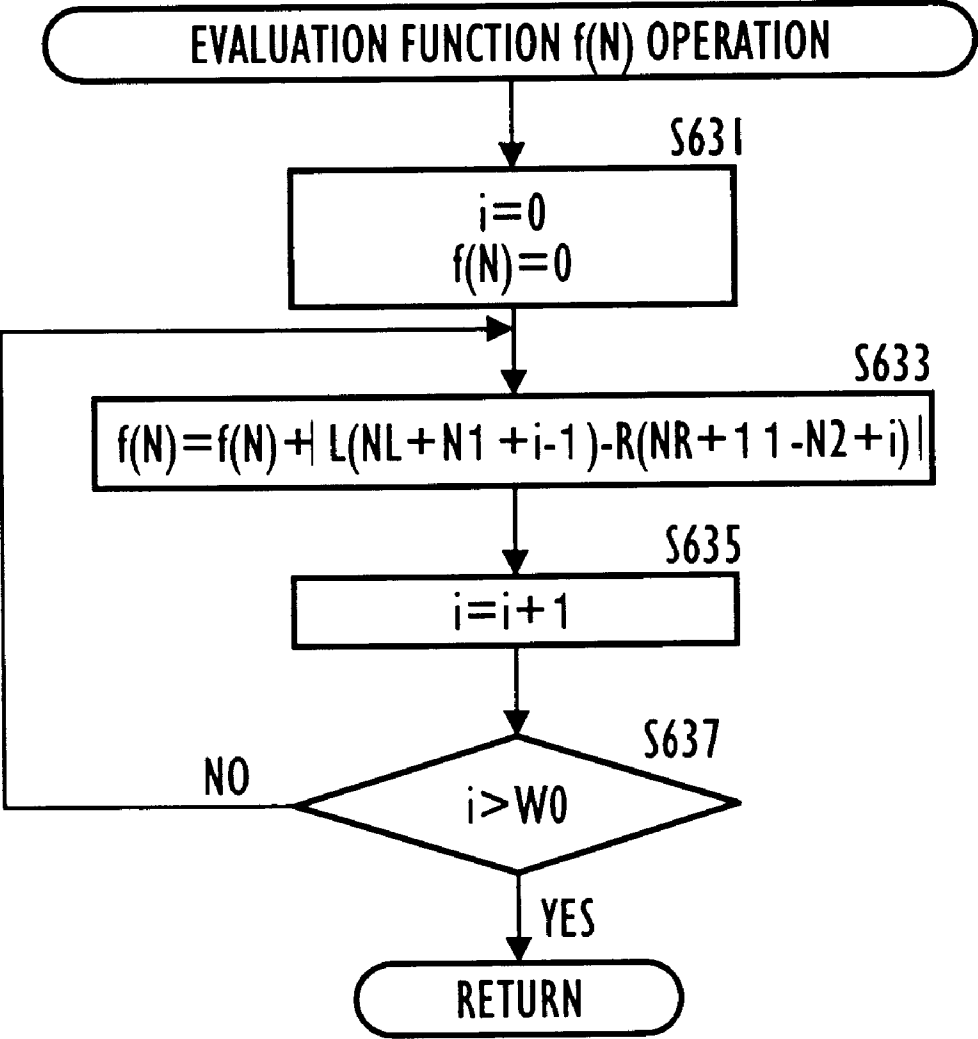 EVALUATION FUNCTION f(N) OPERATION
S631
i=0
f(N)=0
S633
f(N)=f(N)+| L(NL+N1+i-1)-R(NR+11-N2+i)|
S635
i=i+1
S637
NO
i>W0
YES
RETURN